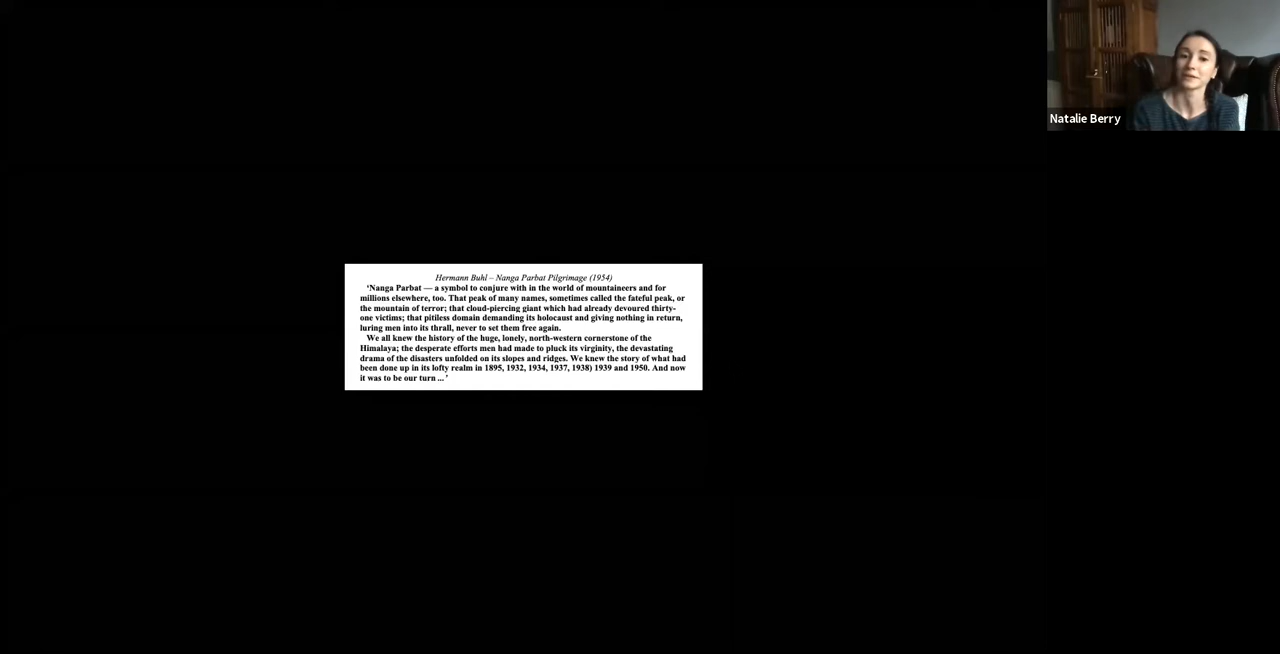 Natalie Berry
Hermann Buhl – Nanga Parbat Pilgrimage (1954)
‘Nanga Parbat — a symbol to conjure with in the world of mountaineers and for
millions elsewhere, too. That peak of many names, sometimes called the fateful peak, or
the mountain of terror; that cloud-piercing giant which had already devoured thirty-
one victims; that pitiless domain demanding its holocaust and giving nothing in return,
luring men into its thrall, never to set them free again.
We all knew the history of the huge, lonely, north-western cornerstone of the
Himalaya; the desperate efforts men had made to pluck its virginity, the devastating
drama of the disasters unfolded on its slopes and ridges. We knew the story of what had
been done up in its lofty realm in 1895, 1932, 1934, 1937, 1938) 1939 and 1950. And now
it was to be our turn ... ’